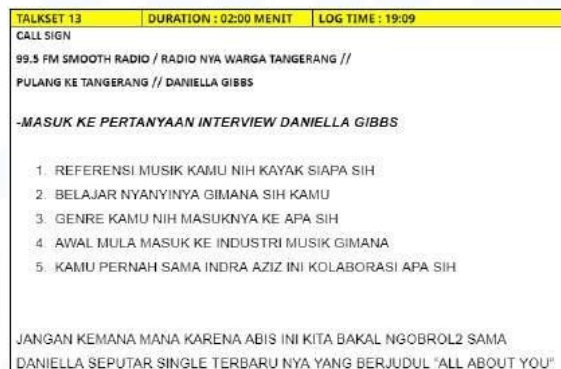 TALKSET 13 DURATION : 02:00 MENIT LOG TIME : 19:09
CALL SIGN
99.5 FM SMOOTH RADIO / RADIO NYA WARGA TANGERANG //
PULANG KE TANGERANG // DANIELLA GIBBS
-MASUK KE PERTANYAAN INTERVIEW DANIELLA GIBBS
1. REFERENSI MUSIK KAMU NIH KAYAK SIAPA SIH
2. BELAJAR NYANYINYA GIMANA SIH KAMU
3. GENRE KAMU NIH MASUKNYA KE APA SIH
4. AWAL MULA MASUK KE INDUSTRI MUSIK GIMANA
5. KAMU PERNAH SAMA INDRA AZIZ INI KOLABORASI APA SIH
JANGAN KEMANA MANA KARENA ABIS INI KITA BAKAL NGOBROL2 SAMA
DANIELLA SEPUTAR SINGLE TERBARU NYA YANG BERJUDUL "ALL ABOUT YOU"